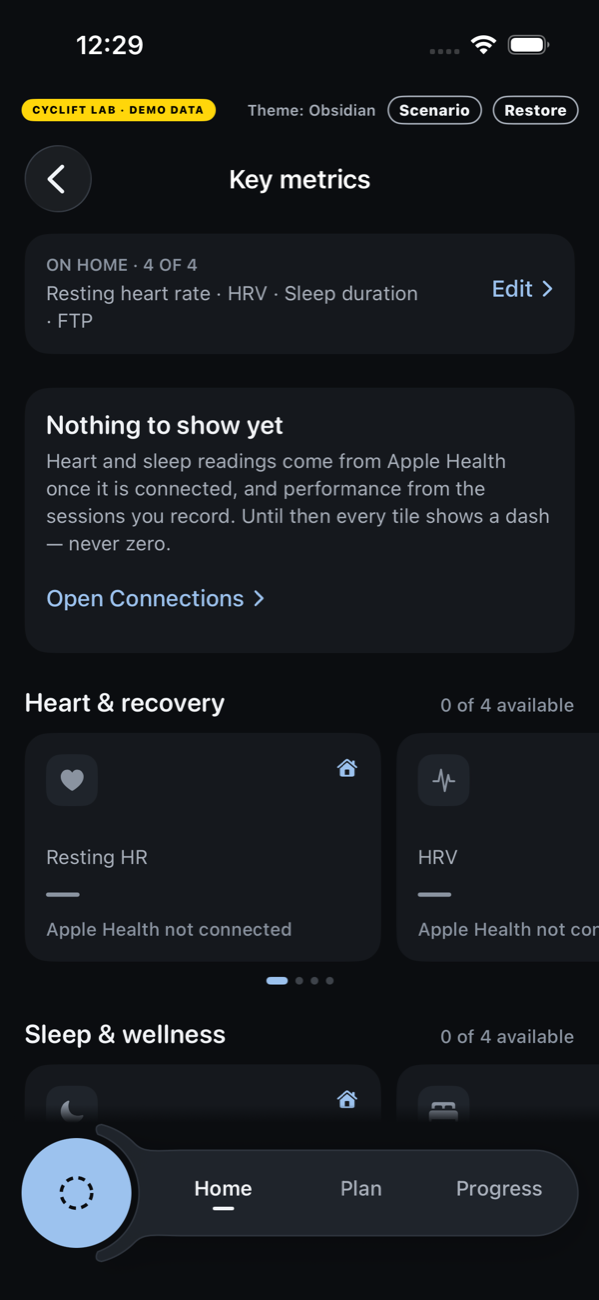 12:29
CYCLIFT LAB · DEMO DATA
Theme: Obsidian
Scenario
Restore
Key metrics
ON HOME · 4 OF 4
Resting heart rate · HRV · Sleep duration
· FTP
Edit
Nothing to show yet
Heart and sleep readings come from Apple Health
once it is connected, and performance from the
sessions you record. Until then every tile shows a dash
— never zero.
Open Connections
Heart & recovery
0 of 4 available
Resting HR
—
Apple Health not connected
HRV
—
Apple Health not
Sleep & wellness
0 of 4 available
Home
Plan
Progress